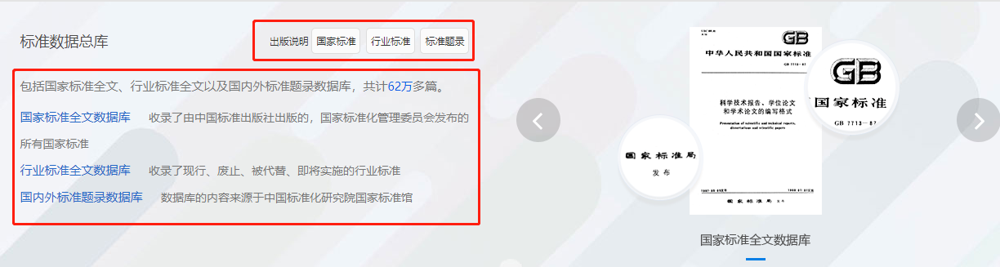 标准数据总库
出版说明 国家标准 行业标准 标准题录
包括国家标准全文、行业标准全文以及国内外标准题录数据库，共计62万多篇。
国家标准全文数据库 收录了由中国标准出版社出版的，国家标准化管理委员会发布的
所有国家标准
行业标准全文数据库 收录了现行、废止、被代替、即将实施的行业标准
国内外标准题录数据库 数据库的内容来源于中国标准化研究院国家标准馆
GB
中华人民共和国国家标准
GB 7713-87
科学技术报告、学位论文
和学术论文的编写格式
Presentation of scientific and technical reports,
dissertations and scientific papers
国家标准局 发布
GB
国家标准
GB 7713-87
国家标准局
发布
国家标准全文数据库